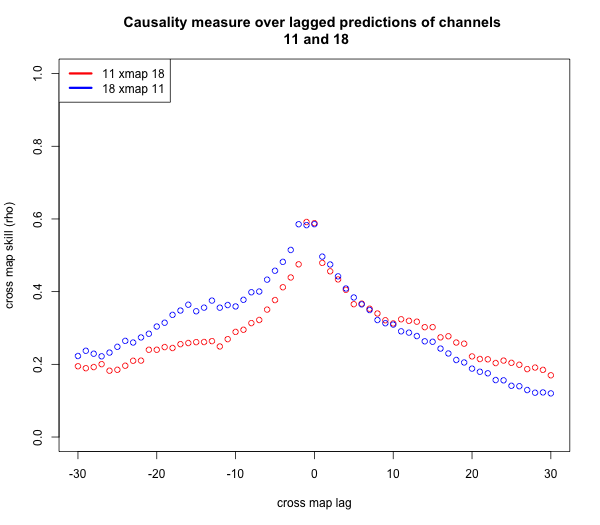 Causality measure over lagged predictions of channels
11 and 18
11 xmap 18
18 xmap 11
cross map skill (rho)
1.0
0.8
0.6
0.4
0.2
0.0
-30 -20 -10 0 10 20 30
cross map lag